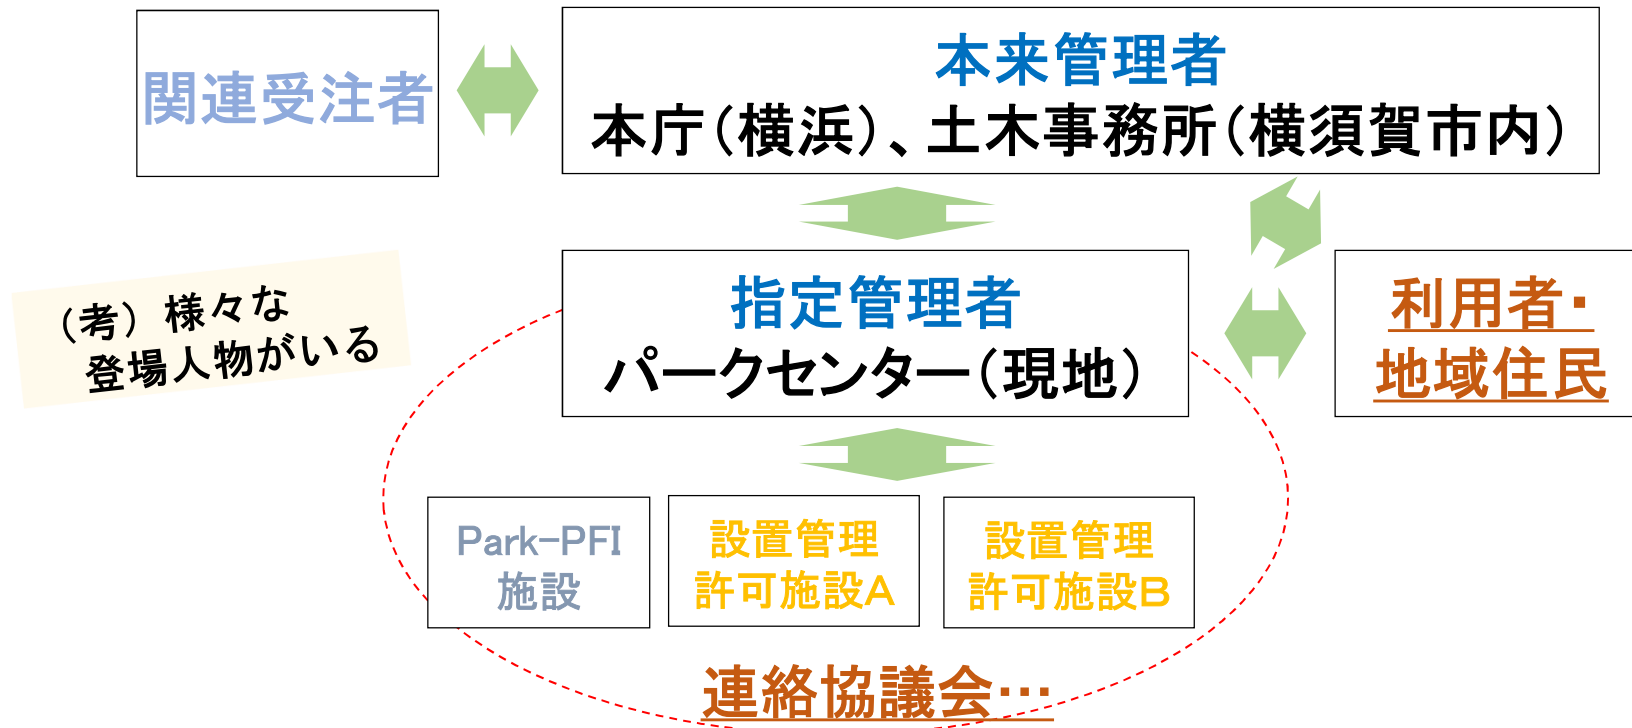 関連受注者
本来管理者
本庁（横浜）、土木事務所（横須賀市内）
（考）様々な
登場人物がいる
指定管理者
パークセンター（現地）
利用者・
地域住民
Park-PFI
施設
設置管理
許可施設A
設置管理
許可施設B
連絡協議会…